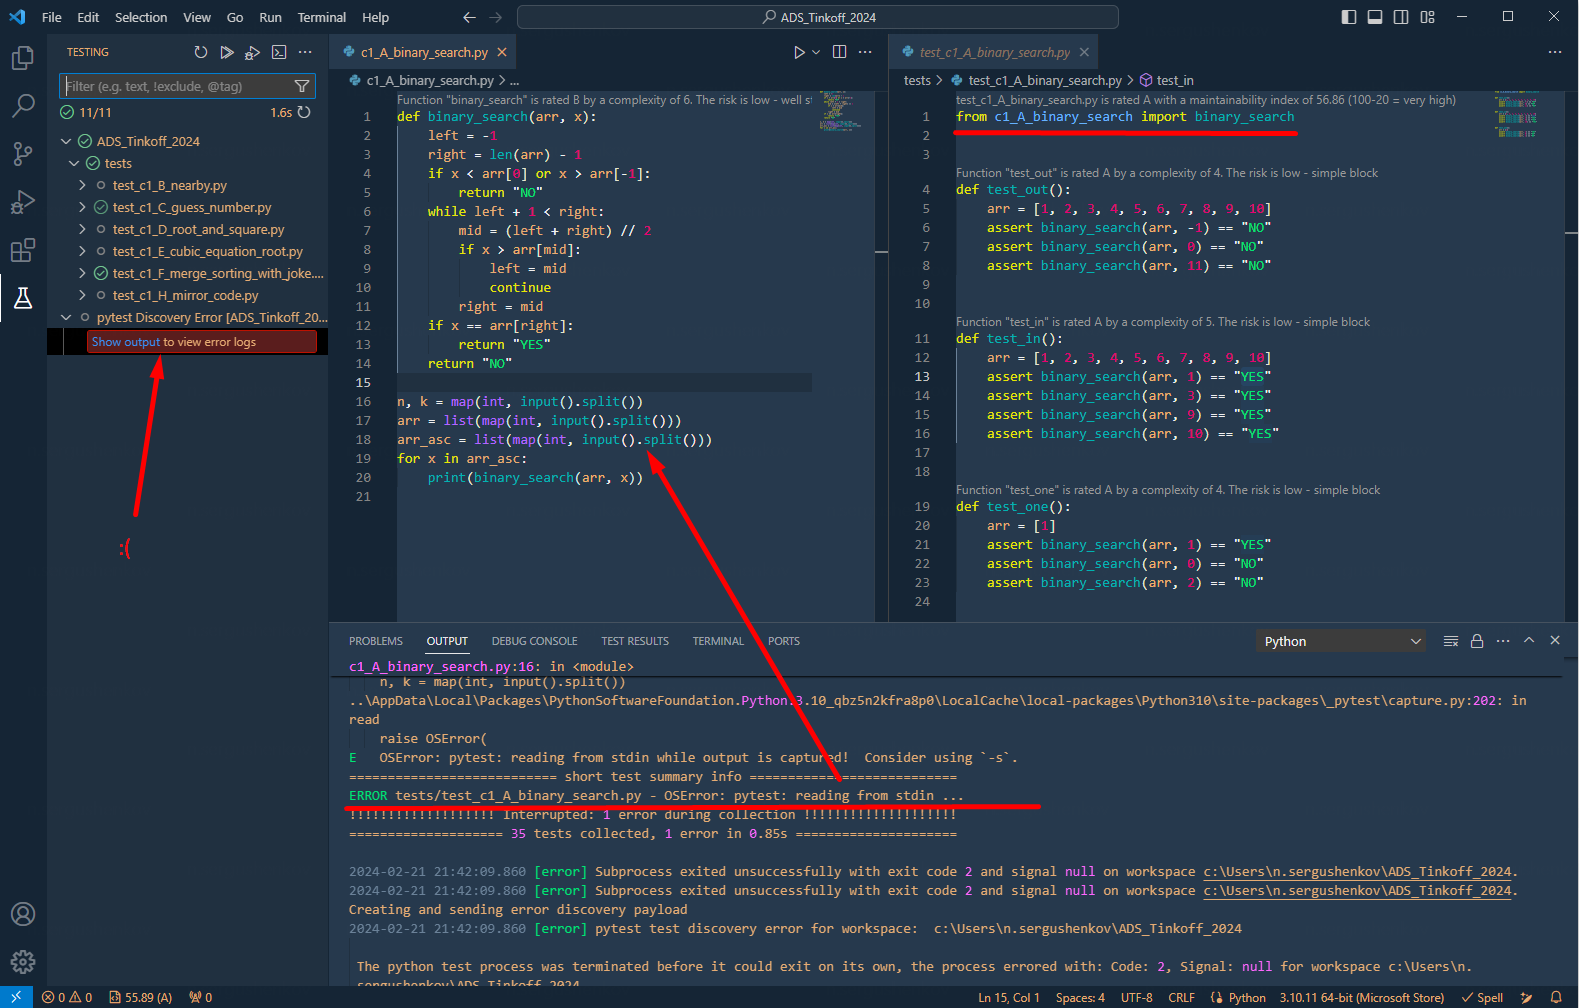 File Edit Selection View Go Run Terminal Help
ADS_Tinkoff_2024
TESTING
Filter (e.g. text, !exclude, @tag)
11/11 1.6s
ADS_Tinkoff_2024
tests
test_c1_B_nearby.py
test_c1_C_guess_number.py
test_c1_D_root_and_square.py
test_c1_E_cubic_equation_root.py
test_c1_F_merge_sorting_with_joke....
test_c1_H_mirror_code.py
pytest Discovery Error [ADS_Tinkoff_20...
Show output to view error logs
:(
c1_A_binary_search.py
c1_A_binary_search.py > ...
Function "binary_search" is rated B by a complexity of 6. The risk is low - well st
1 def binary_search(arr, x):
2 left = -1
3 right = len(arr) - 1
4 if x < arr[0] or x > arr[-1]:
5 return "NO"
6 while left + 1 < right:
7 mid = (left + right) // 2
8 if x > arr[mid]:
9 left = mid
10 continue
11 right = mid
12 if x == arr[right]:
13 return "YES"
14 return "NO"
15
16 n, k = map(int, input().split())
17 arr = list(map(int, input().split()))
18 arr_asc = list(map(int, input().split()))
19 for x in arr_asc:
20 print(binary_search(arr, x))
21
test_c1_A_binary_search.py
tests > test_c1_A_binary_search.py > test_in
test_c1_A_binary_search.py is rated A with a maintainability index of 56.86 (100-20 = very high)
1 from c1_A_binary_search import binary_search
2
3
Function "test_out" is rated A by a complexity of 4. The risk is low - simple block
4 def test_out():
5 arr = [1, 2, 3, 4, 5, 6, 7, 8, 9, 10]
6 assert binary_search(arr, -1) == "NO"
7 assert binary_search(arr, 0) == "NO"
8 assert binary_search(arr, 11) == "NO"
9
10
Function "test_in" is rated A by a complexity of 5. The risk is low - simple block
11 def test_in():
12 arr = [1, 2, 3, 4, 5, 6, 7, 8, 9, 10]
13 assert binary_search(arr, 1) == "YES"
14 assert binary_search(arr, 3) == "YES"
15 assert binary_search(arr, 9) == "YES"
16 assert binary_search(arr, 10) == "YES"
17
18
Function "test_one" is rated A by a complexity of 4. The risk is low - simple block
19 def test_one():
20 arr = [1]
21 assert binary_search(arr, 1) == "YES"
22 assert binary_search(arr, 0) == "NO"
23 assert binary_search(arr, 2) == "NO"
24
PROBLEMS OUTPUT DEBUG CONSOLE TEST RESULTS TERMINAL PORTS
Python
c1_A_binary_search.py:16: in <module>
n, k = map(int, input().split())
..\AppData\Local\Packages\PythonSoftwareFoundation.Python.3.10_qbz5n2kfra8p0\LocalCache\local-packages\Python310\site-packages\_pytest\capture.py:202: in
read
raise OSError(
E OSError: pytest: reading from stdin while output is captured! Consider using `-s`.
=========================== short test summary info ===========================
ERROR tests/test_c1_A_binary_search.py - OSError: pytest: reading from stdin ...
!!!!!!!!!!!!!!!!!!! Interrupted: 1 error during collection !!!!!!!!!!!!!!!!!!!!
==================== 35 tests collected, 1 error in 0.85s =====================
2024-02-21 21:42:09.860 [error] Subprocess exited unsuccessfully with exit code 2 and signal null on workspace c:\Users\n.sergushenkov\ADS_Tinkoff_2024.
2024-02-21 21:42:09.860 [error] Subprocess exited unsuccessfully with exit code 2 and signal null on workspace c:\Users\n.sergushenkov\ADS_Tinkoff_2024.
Creating and sending error discovery payload
2024-02-21 21:42:09.860 [error] pytest test discovery error for workspace: c:\Users\n.sergushenkov\ADS_Tinkoff_2024
The python test process was terminated before it could exit on its own, the process errored with: Code: 2, Signal: null for workspace c:\Users\n.
sergushenkov\ADS_Tinkoff_2024
0 0 55.89 (A) 0
Ln 15, Col 1 Spaces: 4 UTF-8 CRLF Python 3.10.11 64-bit (Microsoft Store) Spell